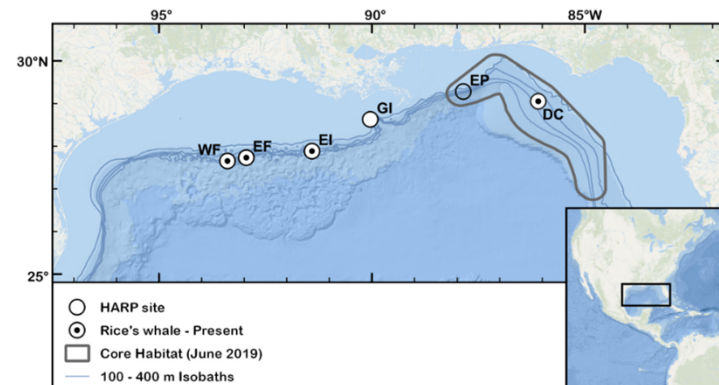 95° 90° 85°W
30°N
EP
DC
GI
EI
EF
WF
25°
HARP site
Rice's whale - Present
Core Habitat (June 2019)
100 - 400 m Isobaths